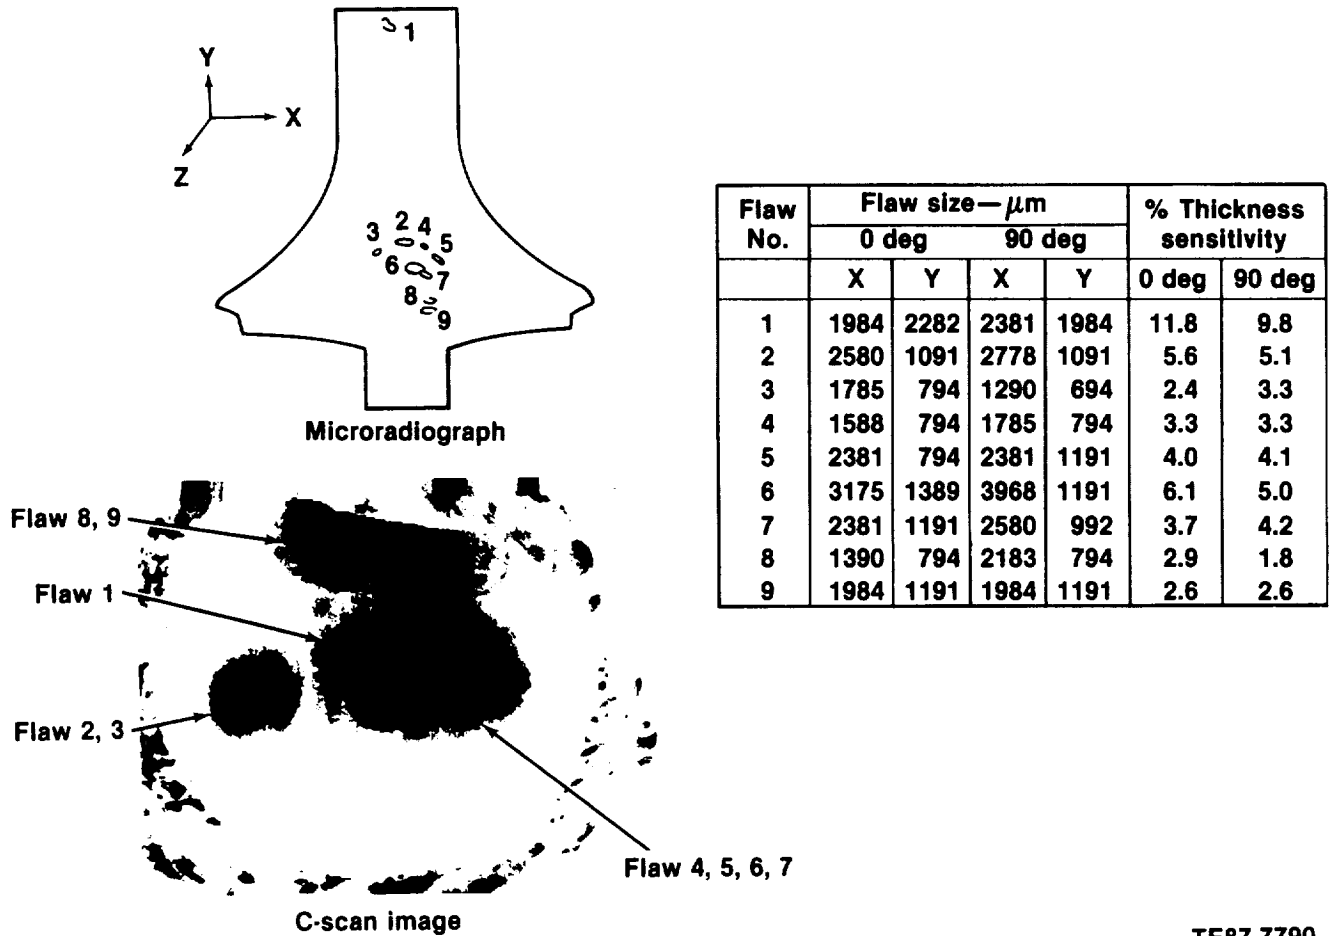 1
Y
X
Z
2
4
3
5
6
7
8
9
Microradiograph
Flaw No. Flaw size—μm % Thickness sensitivity
0 deg 90 deg
X Y X Y 0 deg 90 deg
1 1984 2282 2381 1984 11.8 9.8
2 2580 1091 2778 1091 5.6 5.1
3 1785 794 1290 694 2.4 3.3
4 1588 794 1785 794 3.3 3.3
5 2381 794 2381 1191 4.0 4.1
6 3175 1389 3968 1191 6.1 5.0
7 2381 1191 2580 992 3.7 4.2
8 1390 794 2183 794 2.9 1.8
9 1984 1191 1984 1191 2.6 2.6
Flaw 8, 9
Flaw 1
Flaw 2, 3
Flaw 4, 5, 6, 7
C-scan image
TE87-7790